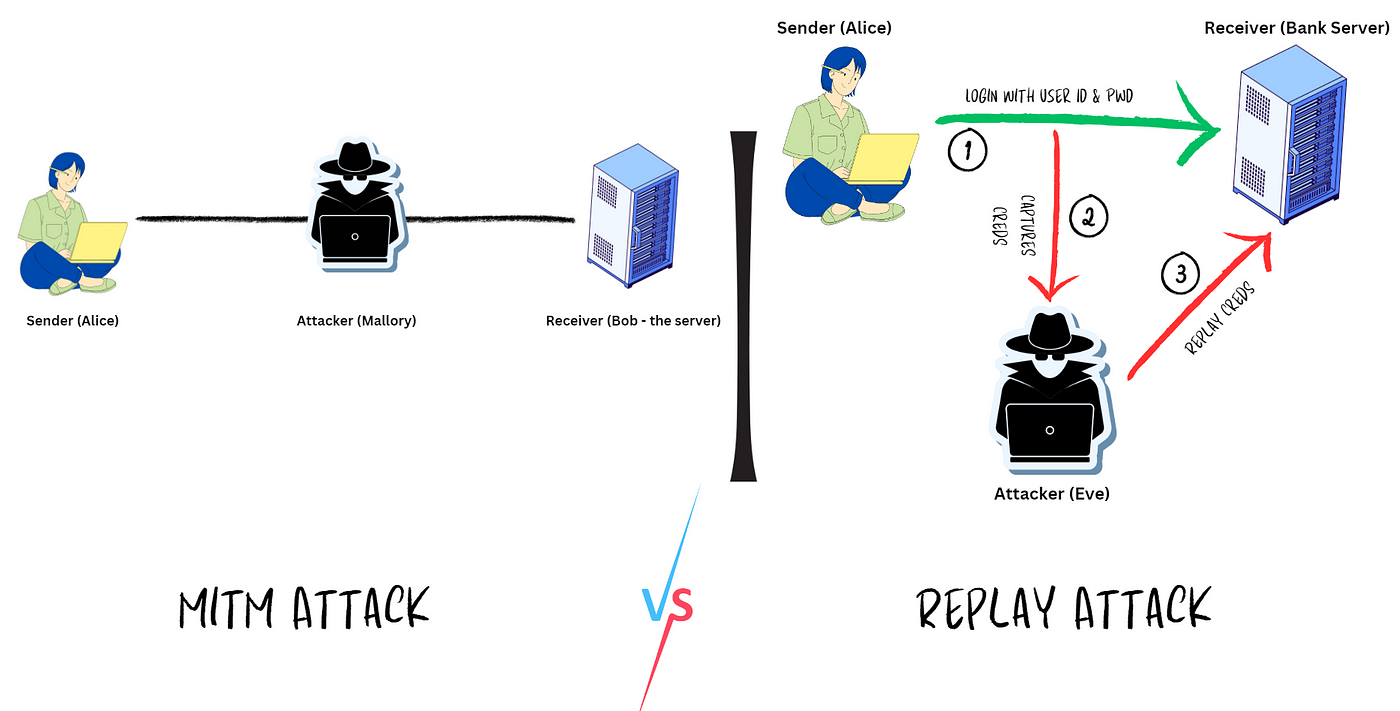 Sender (Alice)
Attacker (Mallory)
Receiver (Bob - the server)
MITM ATTACK
VS
Sender (Alice)
Receiver (Bank Server)
LOGIN WITH USER ID & PWD
1
CAPTURES
CREDS
2
3
REPLAY CREDS
Attacker (Eve)
REPLAY ATTACK